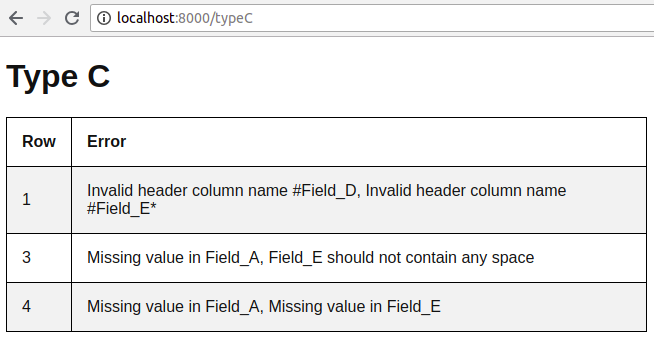 localhost:8000/typeC
Type C
Row Error
1 Invalid header column name #Field_D, Invalid header column name
#Field_E*
3 Missing value in Field_A, Field_E should not contain any space
4 Missing value in Field_A, Missing value in Field_E